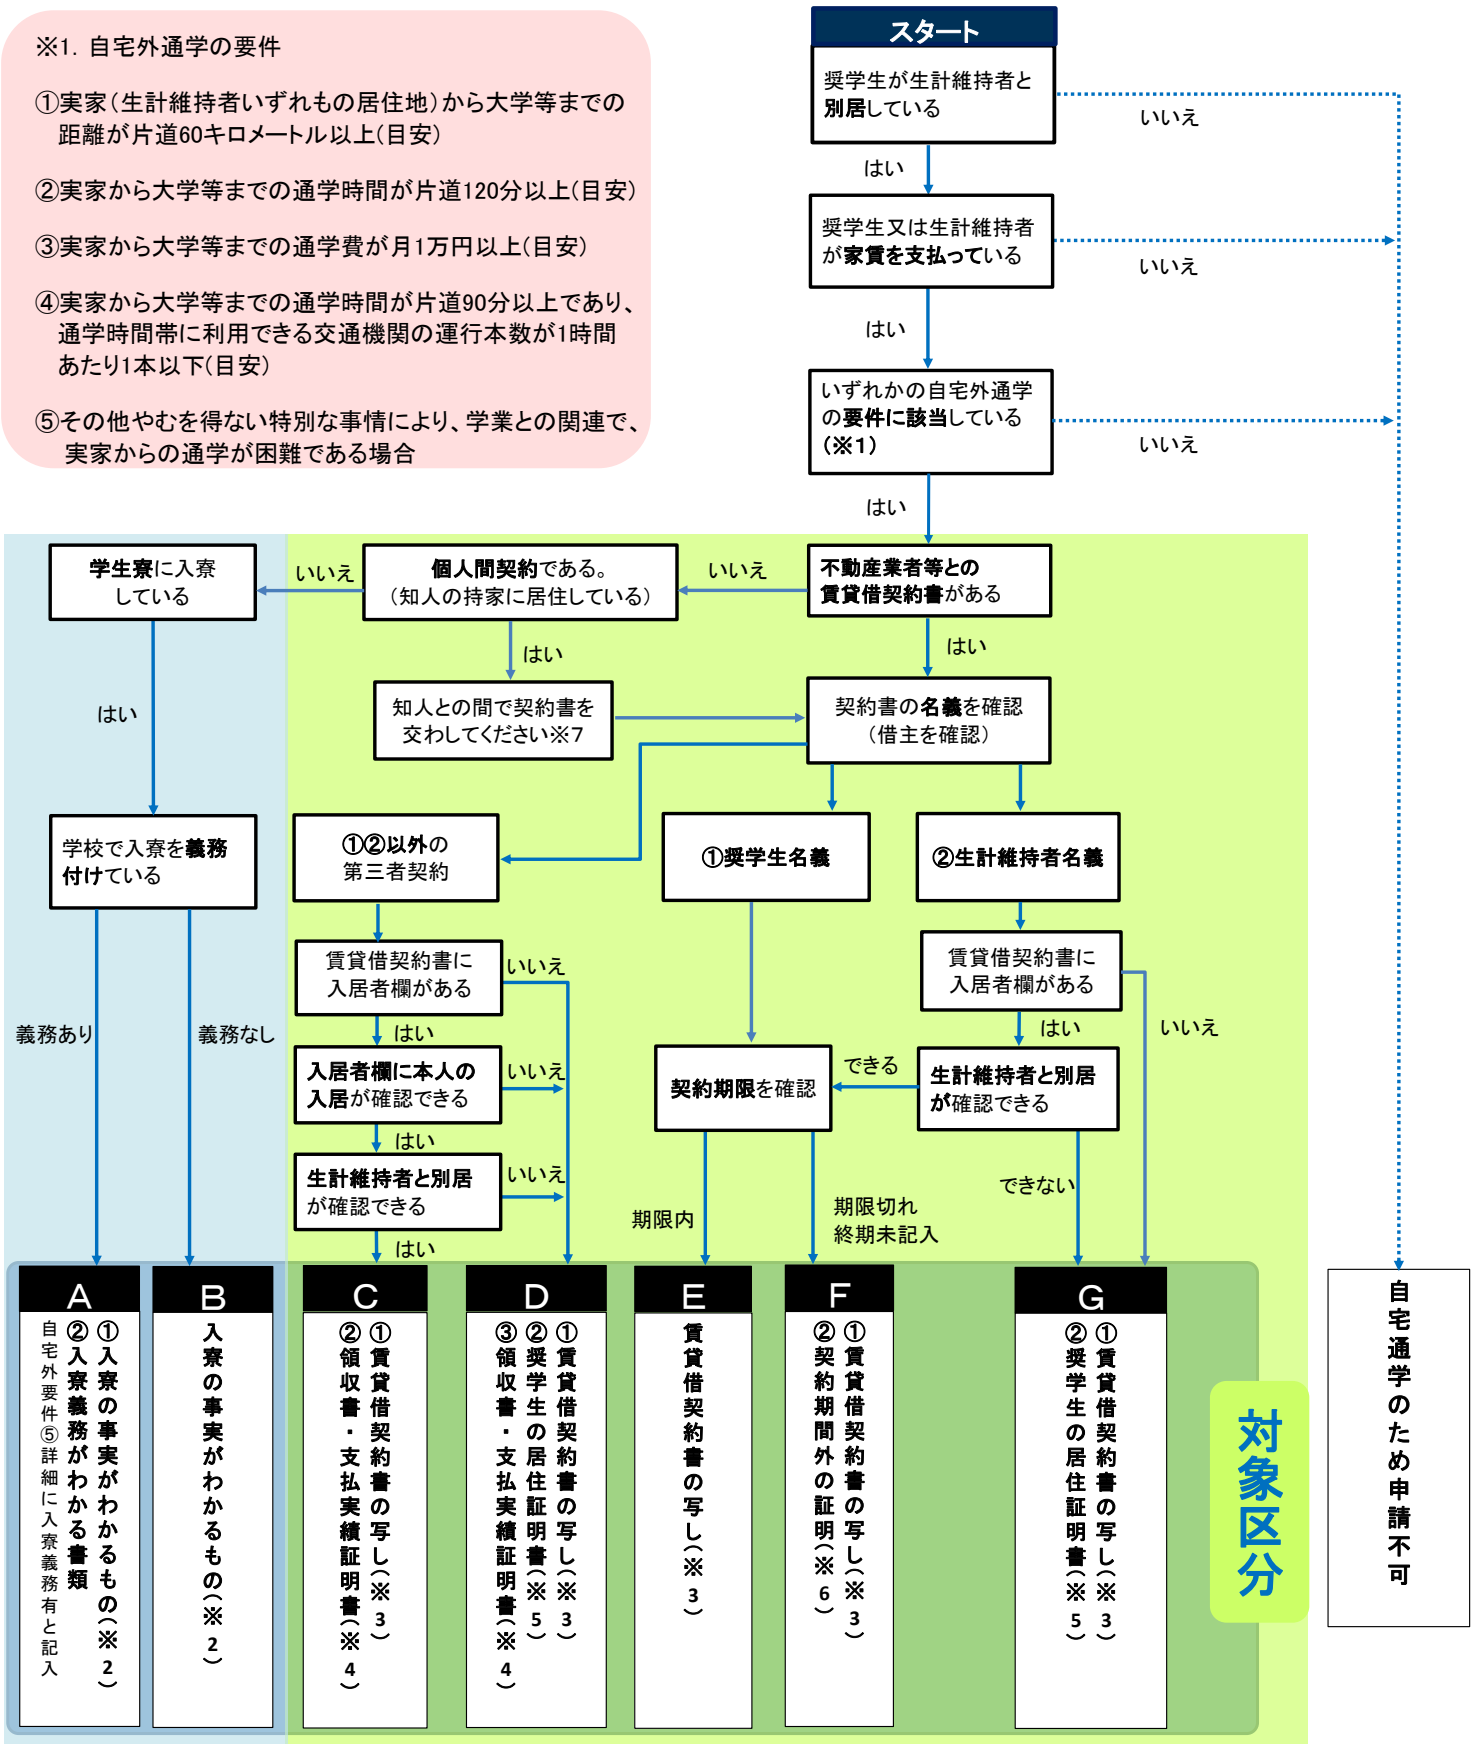 ※1. 自宅外通学の要件
①実家(生計維持者いずれもの居住地)から大学等までの
距離が片道60キロメートル以上(目安)
②実家から大学等までの通学時間が片道120分以上(目安)
③実家から大学等までの通学費が月1万円以上(目安)
④実家から大学等までの通学時間が片道90分以上であり、
通学時間帯に利用できる交通機関の運行本数が1時間
あたり1本以下(目安)
⑤その他やむを得ない特別な事情により、学業との関連で、
実家からの通学が困難である場合
スタート
奨学生が生計維持者と
別居している
いいえ
はい
奨学生又は生計維持者
が家賃を支払っている
いいえ
はい
いずれかの自宅外通学
の要件に該当している
(※1)
いいえ
はい
不動産業者等との
賃貸借契約書がある
いいえ
個人間契約である。
(知人の持家に居住している)
いいえ
学生寮に入寮
している
はい
はい
はい
知人との間で契約書を
交わしてください※7
契約書の名義を確認
(借主を確認)
学校で入寮を義務
付けている
①②以外の
第三者契約
①奨学生名義
②生計維持者名義
賃貸借契約書に
入居者欄がある
いいえ
賃貸借契約書に
入居者欄がある
義務あり
義務なし
はい
はい
いいえ
入居者欄に本人の
入居が確認できる
いいえ
契約期限を確認
できる
生計維持者と別居
が確認できる
はい
生計維持者と別居
が確認できる
いいえ
できない
期限内
期限切れ
終期未記入
はい
A
①入寮の事実がわかるもの(※2)
②入寮義務がわかる書類
自宅外要件⑤詳細に入寮義務有と記入
B
入寮の事実がわかるもの(※2)
C
①賃貸借契約書の写し(※3)
②領収書・支払実績証明書(※4)
D
①賃貸借契約書の写し(※3)
②奨学生の居住証明書(※5)
③領収書・支払実績証明書(※4)
E
賃貸借契約書の写し(※3)
F
①賃貸借契約書の写し(※3)
②契約期間外の証明(※6)
G
①賃貸借契約書の写し(※3)
②奨学生の居住証明書(※5)
対象区分
自宅通学のため申請不可